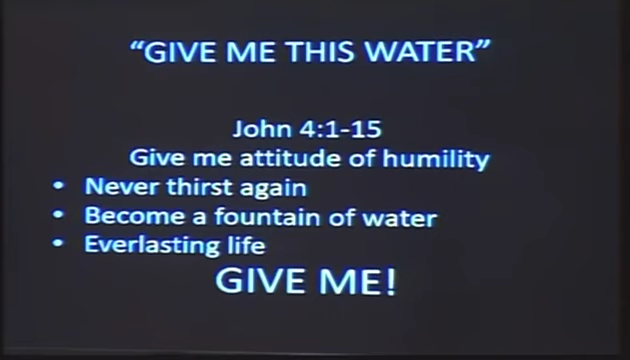 “GIVE ME THIS WATER”
John 4:1-15
Give me attitude of humility
• Never thirst again
• Become a fountain of water
• Everlasting life
GIVE ME!